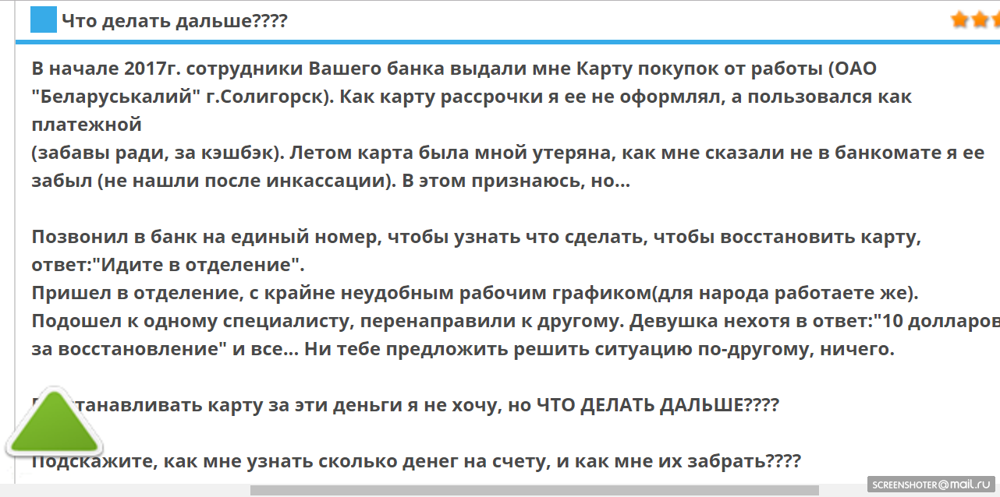 Что делать дальше????
В начале 2017г. сотрудники Вашего банка выдали мне Карту покупок от работы (ОАО
"Беларуськалий" г.Солигорск). Как карту рассрочки я ее не оформлял, а пользовался как
платежной
(забавы ради, за кэшбэк). Летом карта была мной утеряна, как мне сказали не в банкомате я ее
забыл (не нашли после инкассации). В этом признаюсь, но...
Позвонил в банк на единый номер, чтобы узнать что сделать, чтобы восстановить карту,
ответ:"Идите в отделение".
Пришел в отделение, с крайне неудобным рабочим графиком(для народа работаете же).
Подошел к одному специалисту, перенаправили к другому. Девушка нехотя в ответ:"10 долларов
за восстановление" и все... Ни тебе предложить решить ситуацию по-другому, ничего.
карту за эти деньги я не хочу, но ЧТО ДЕЛАТЬ ДАЛЬШЕ????
Подскажите, как мне узнать сколько денег на счету, и как мне их забрать????
SCREENSHOTER@mail.ru